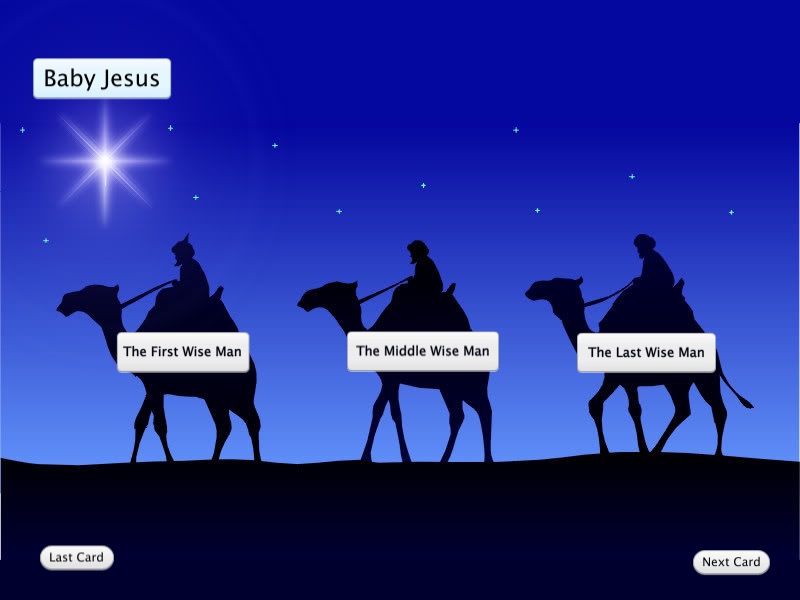 Baby Jesus
The First Wise Man
The Middle Wise Man
The Last Wise Man
Last Card
Next Card